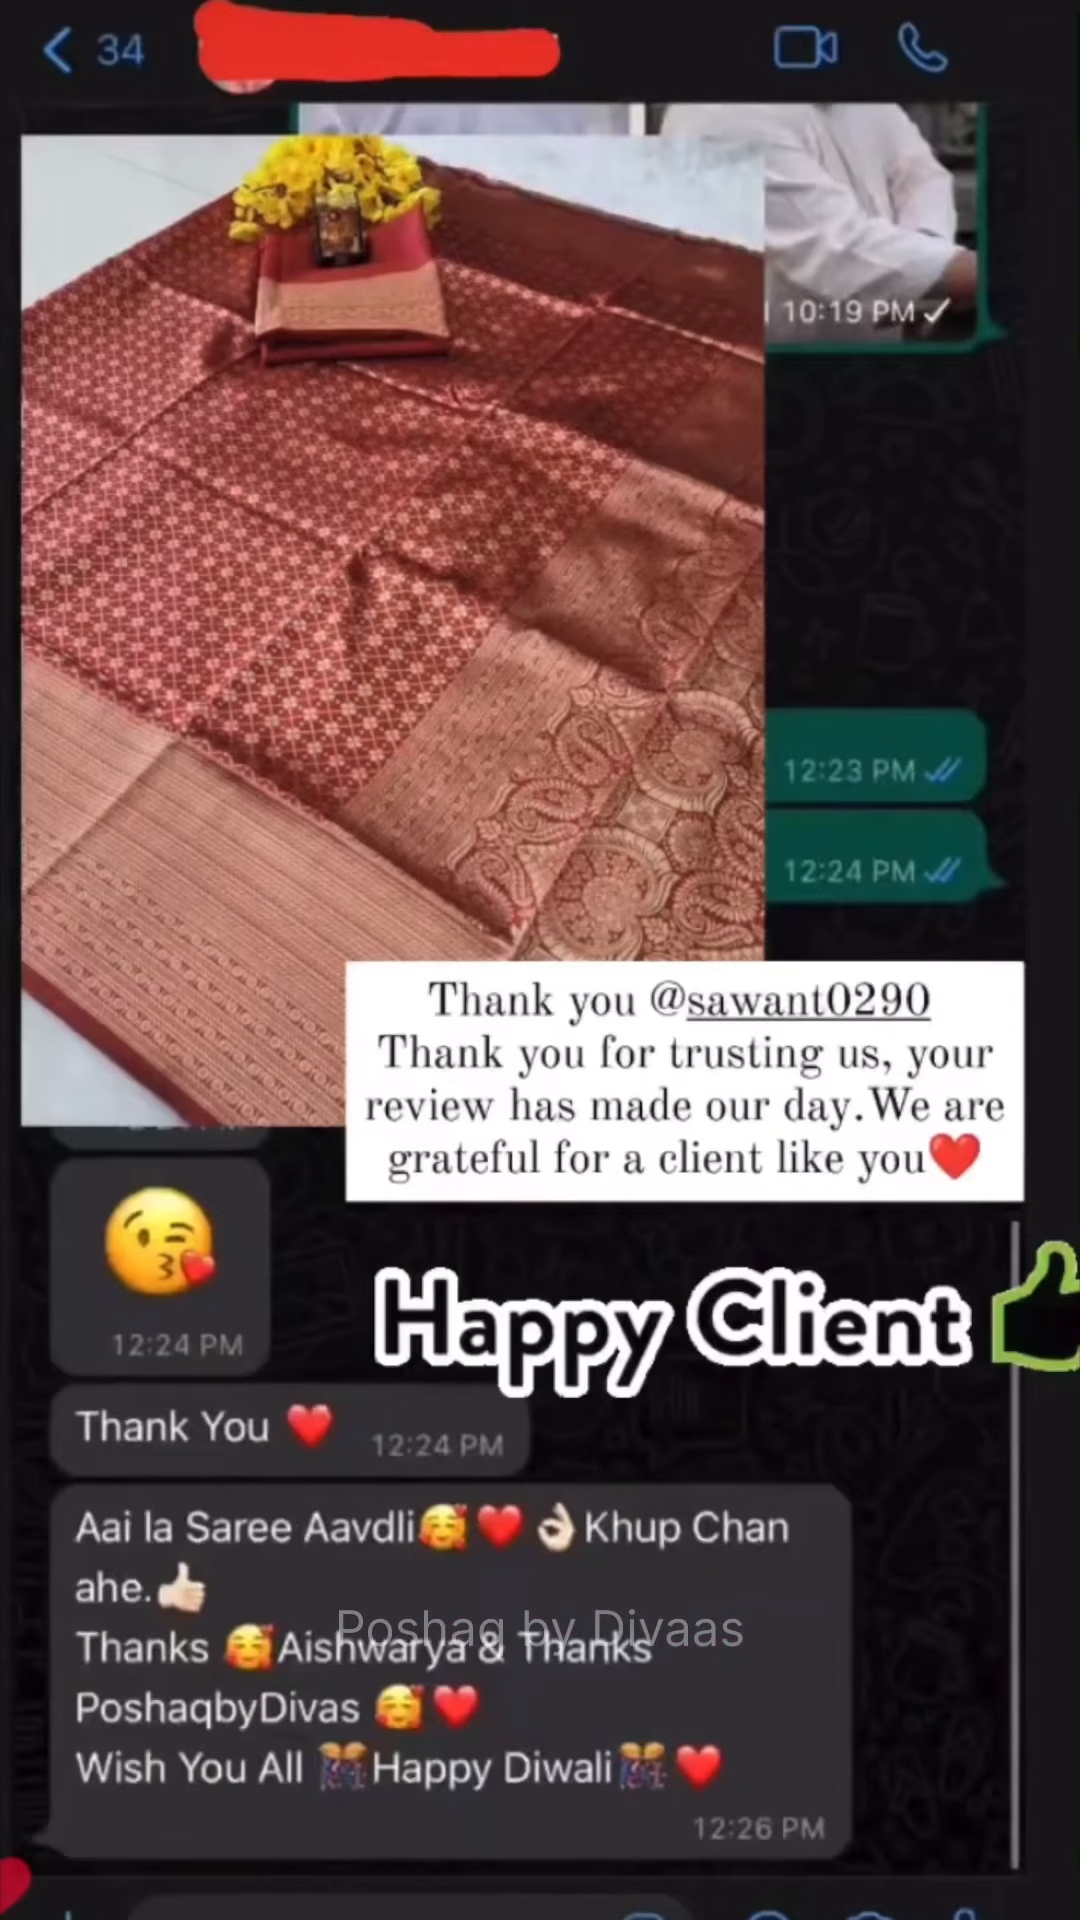 34
10:19 PM
12:23 PM
12:24 PM
Thank you @sawant0290
Thank you for trusting us, your
review has made our day.We are
grateful for a client like you❤️
😘
12:24 PM
Happy Client
Thank You ❤️ 12:24 PM
Aai la Saree Aavdli🥰❤️👌🏻Khup Chan
ahe.👍🏻
Poshaq by Divaas
Thanks 🥰Aishwarya & Thanks
PoshaqbyDivas 🥰❤️
Wish You All 🎊Happy Diwali🎊❤️
12:26 PM